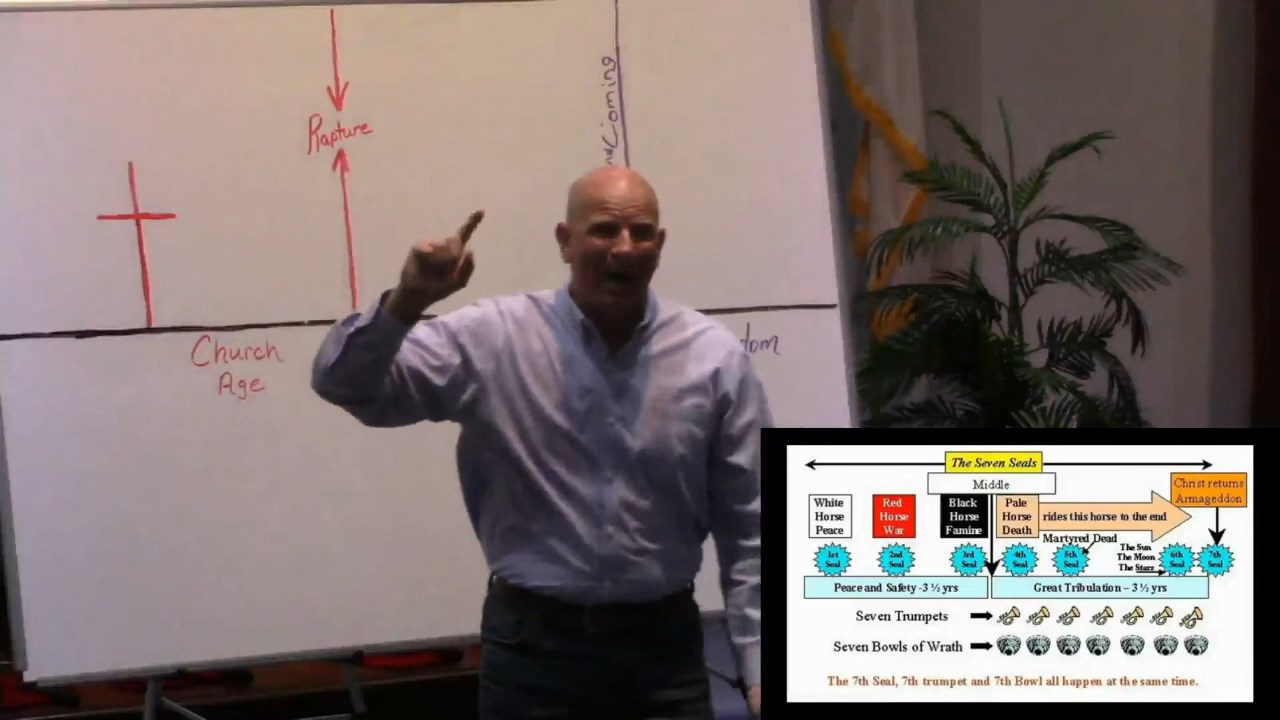 Rapture
Coming
Church
Age
The Seven Seals
Middle
Christ returns
Armageddon
White
Horse
Peace
Red
Horse
War
Black
Horse
Famine
Pale
Horse
Death
rides this horse to the end
Martyred Dead
The Sun
The Moon
The Stars
1st
Seal
2nd
Seal
3rd
Seal
4th
Seal
5th
Seal
6th
Seal
7th
Seal
Peace and Safety -3 ½ yrs
Great Tribulation – 3 ½ yrs
Seven Trumpets
Seven Bowls of Wrath
The 7th Seal, 7th trumpet and 7th Bowl all happen at the same time.